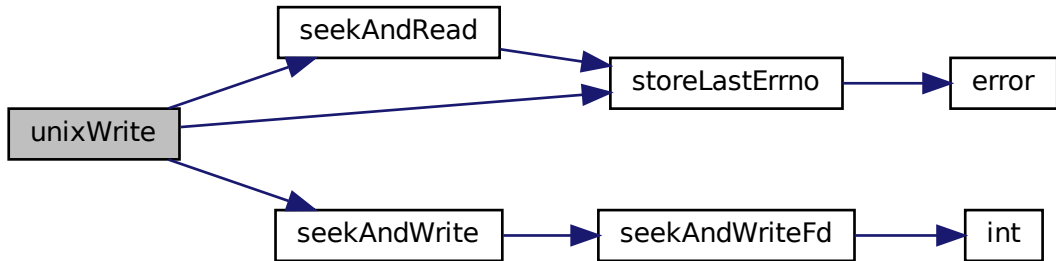 seekAndRead
storeLastErrno
error
unixWrite
seekAndWrite
seekAndWriteFd
int